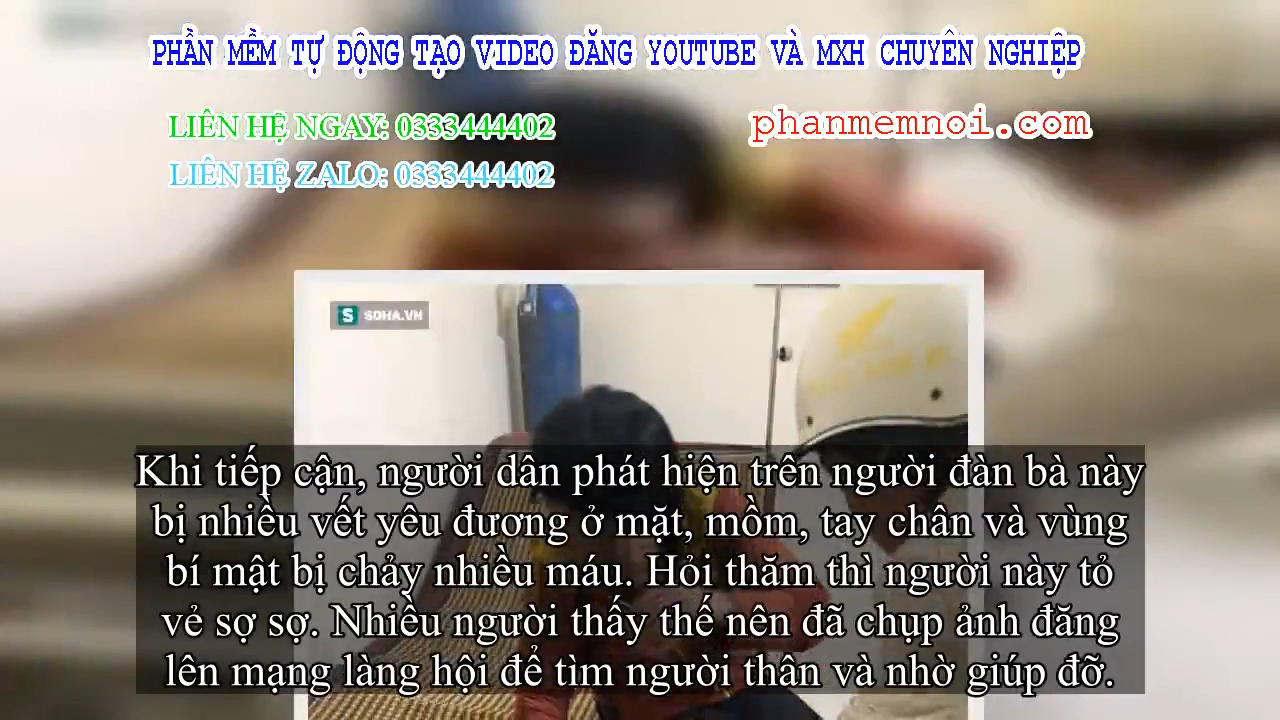 PHẦN MỀM TỰ ĐỘNG TẠO VIDEO ĐĂNG YOUTUBE VÀ MXH CHUYÊN NGHIỆP
LIÊN HỆ NGAY: 0333444402
phanmemnoi.com
LIÊN HỆ ZALO: 0333444402
S SOHA.VN
Khi tiếp cận, người dân phát hiện trên người đàn bà này
bị nhiều vết yêu đương ở mặt, mồm, tay chân và vùng
bí mật bị chảy nhiều máu. Hỏi thăm thì người này tỏ
vẻ sợ sợ. Nhiều người thấy thế nên đã chụp ảnh đăng
lên mạng làng hội để tìm người thân và nhờ giúp đỡ.